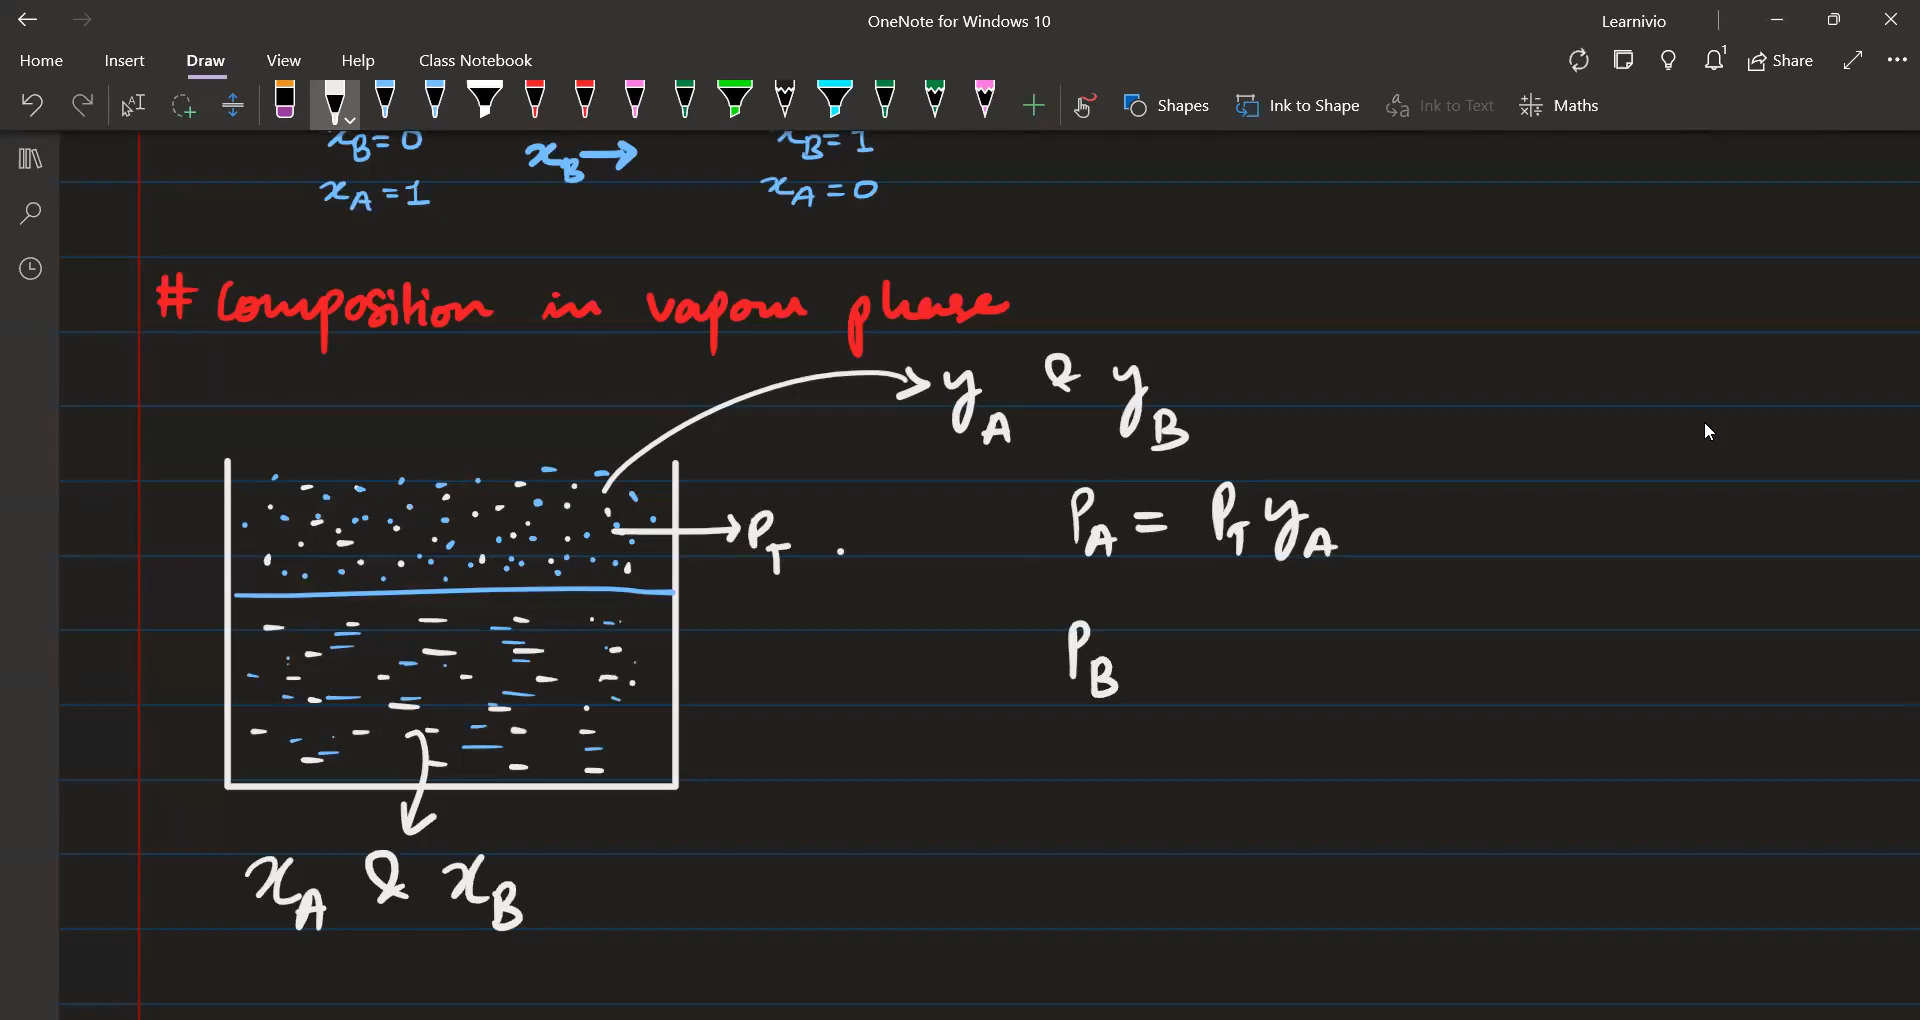 OneNote for Windows 10
Learnivio
Home Insert Draw View Help Class Notebook
1
Share
Shapes Ink to Shape Ink to Text Maths
x_B = 0 x_B → x_B = 1
x_A = 1 x_A = 0
# Composition in vapour phase
y_A & y_B
P_T .
P_A = P_T y_A
P_B
x_A & x_B